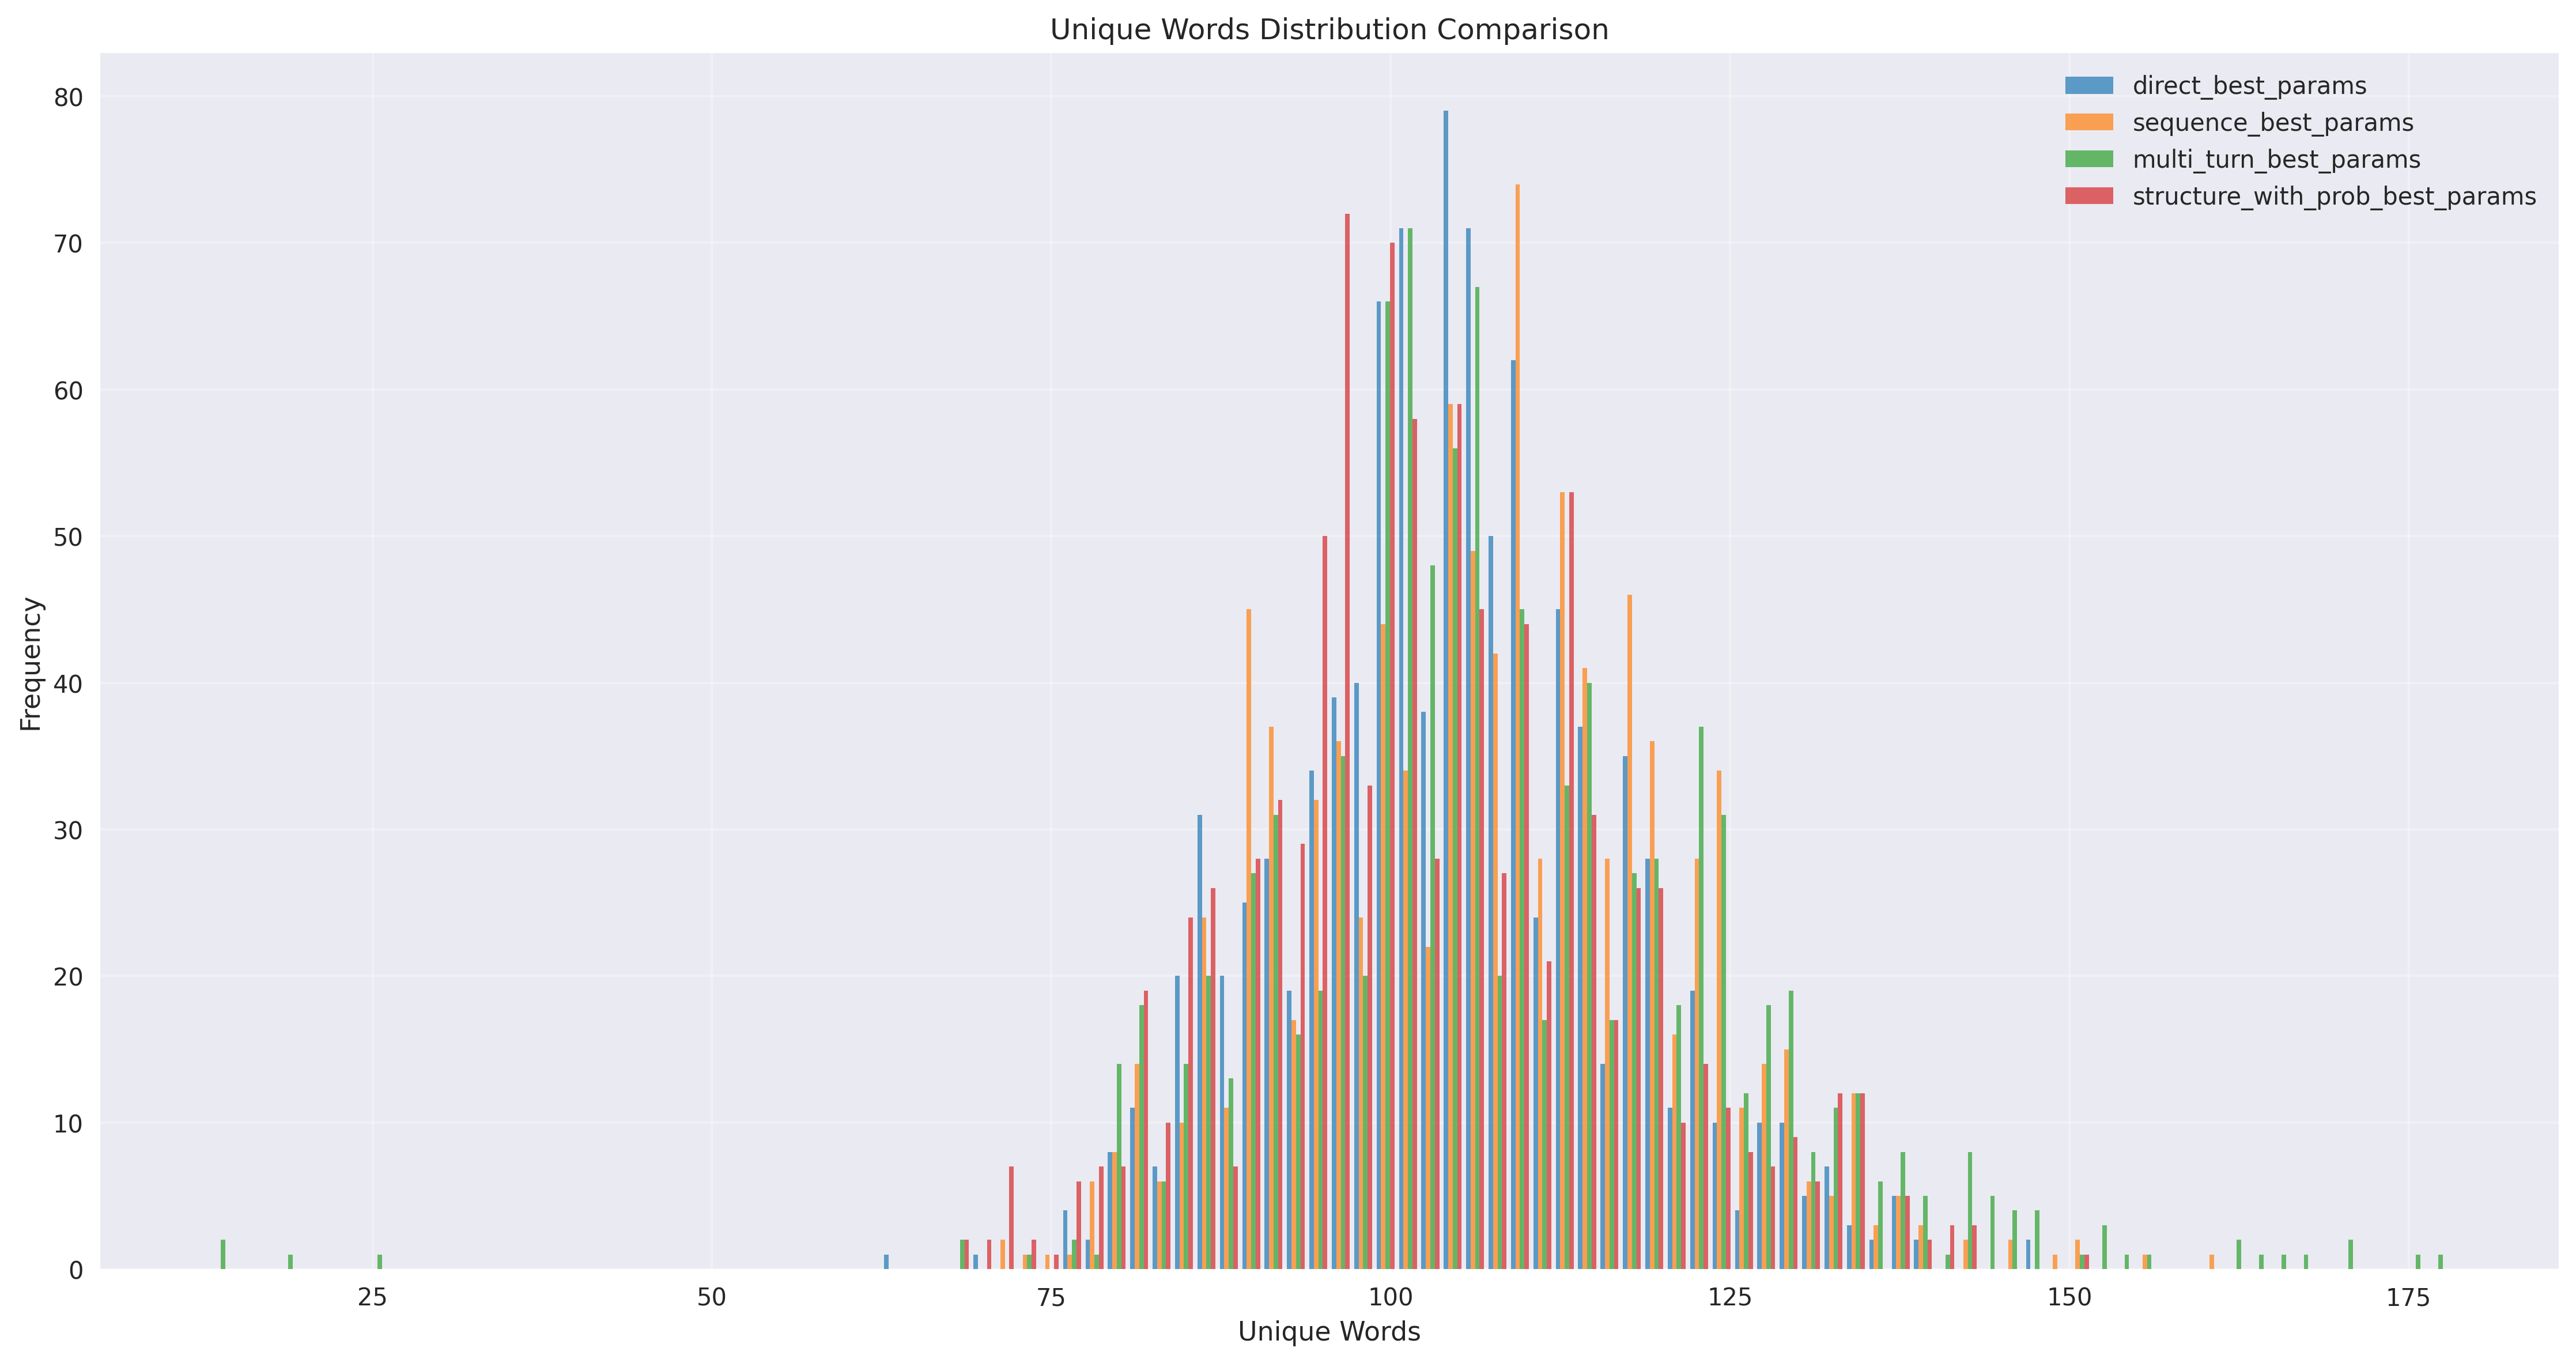 Unique Words Distribution Comparison
direct_best_params
sequence_best_params
multi_turn_best_params
structure_with_prob_best_params
80
70
60
50
40
30
20
10
0
Frequency
25 50 75 100 125 150 175
Unique Words